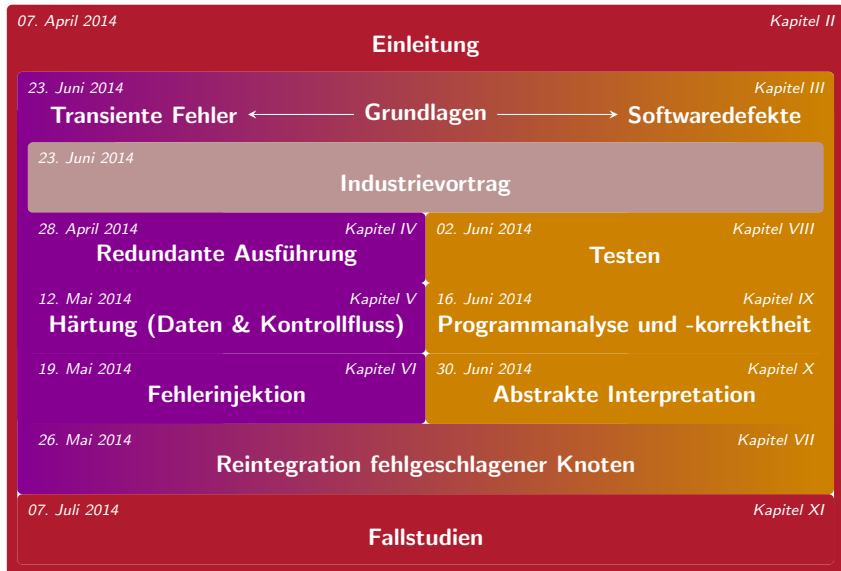 07. April 2014 Kapitel II
Einleitung
23. Juni 2014 Kapitel III
Transiente Fehler Grundlagen Softwaredefekte
23. Juni 2014
Industrievortrag
28. April 2014 Kapitel IV
Redundante Ausführung
02. Juni 2014 Kapitel VIII
Testen
12. Mai 2014 Kapitel V
Härtung (Daten & Kontrollfluss)
16. Juni 2014 Kapitel IX
Programmanalyse und -korrektheit
19. Mai 2014 Kapitel VI
Fehlerinjektion
30. Juni 2014 Kapitel X
Abstrakte Interpretation
26. Mai 2014 Kapitel VII
Reintegration fehlgeschlagener Knoten
07. Juli 2014 Kapitel XI
Fallstudien